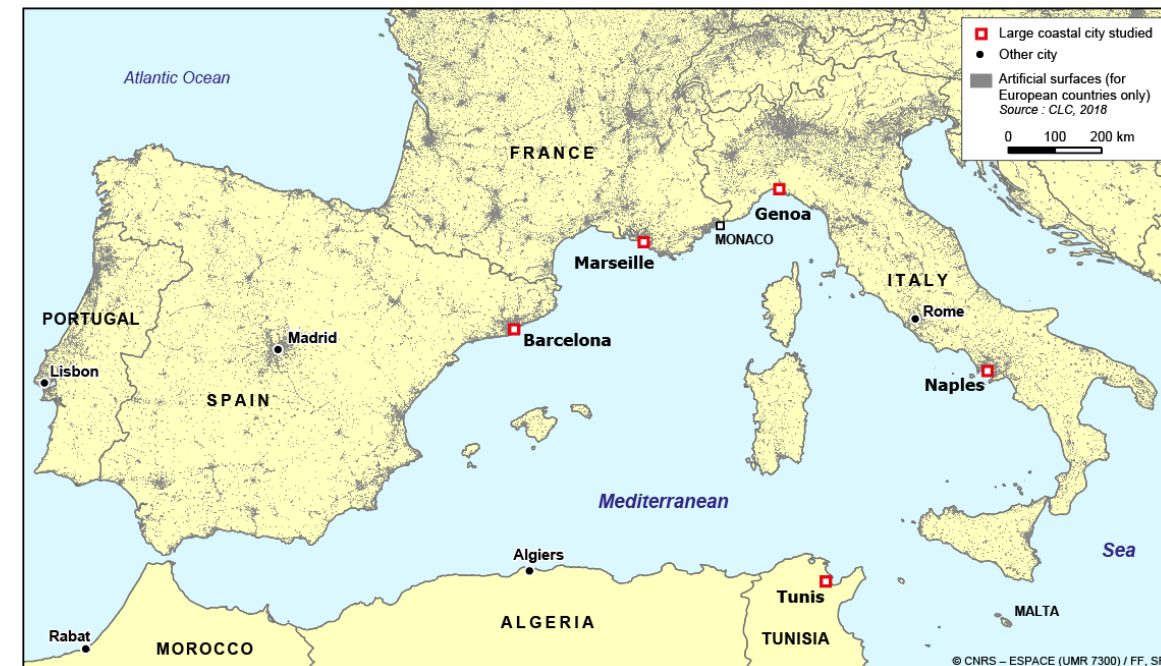 Atlantic Ocean
Large coastal city studied
Other city
Artificial surfaces (for
European countries only)
Source : CLC, 2018
0 100 200 km
FRANCE
Genoa
MONACO
Marseille
ITALY
Rome
PORTUGAL
Madrid
Barcelona
Lisbon
Naples
SPAIN
Mediterranean
Sea
Algiers
Tunis
MALTA
ALGERIA
Rabat
MOROCCO
TUNISIA
© CNRS – ESPACE (UMR 7300) / FF,